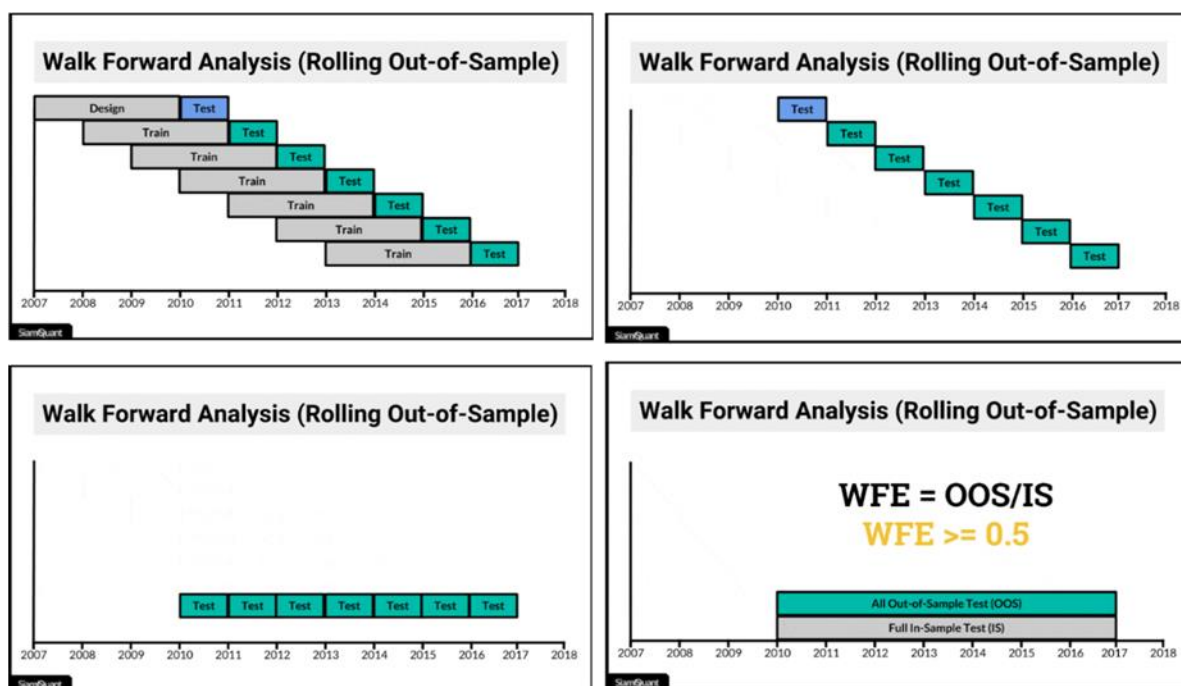 Walk Forward Analysis (Rolling Out-of-Sample)
Design Test
Train Test
Train Test
Train Test
Train Test
Train Test
Train Test
2007 2008 2009 2010 2011 2012 2013 2014 2015 2016 2017 2018
SiamQuant
Walk Forward Analysis (Rolling Out-of-Sample)
Test
Test
Test
Test
Test
Test
Test
2007 2008 2009 2010 2011 2012 2013 2014 2015 2016 2017 2018
SiamQuant
Walk Forward Analysis (Rolling Out-of-Sample)
Test Test Test Test Test Test Test
2007 2008 2009 2010 2011 2012 2013 2014 2015 2016 2017 2018
SiamQuant
Walk Forward Analysis (Rolling Out-of-Sample)
WFE = OOS/IS
WFE >= 0.5
All Out-of-Sample Test (OOS)
Full In-Sample Test (IS)
2007 2008 2009 2010 2011 2012 2013 2014 2015 2016 2017 2018
SiamQuant